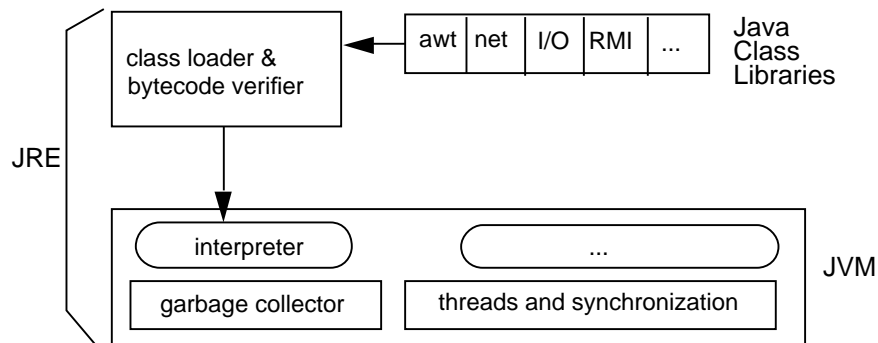 class loader &
bytecode verifier
awt net I/O RMI ...
Java
Class
Libraries
JRE
interpreter
...
JVM
garbage collector
threads and synchronization